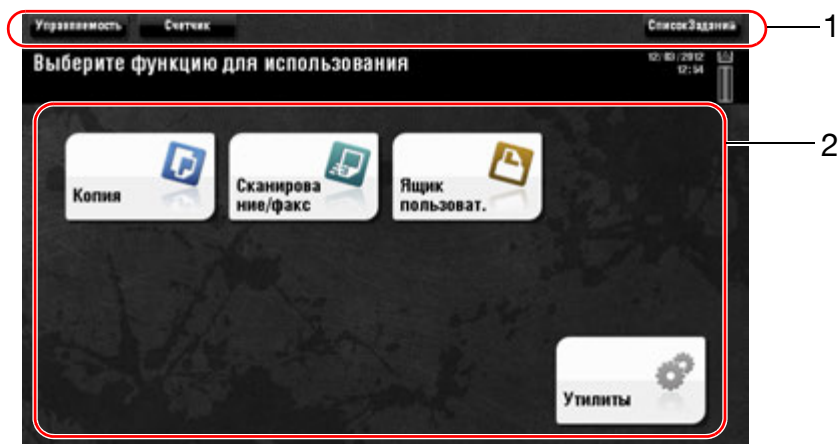 Управляемость Счетчик СписокЗадания
1
Выберите функцию для использования
12/03/2012
12:54
2
Копия
Сканирова
ние/факс
Ящик
пользоват.
Утилиты